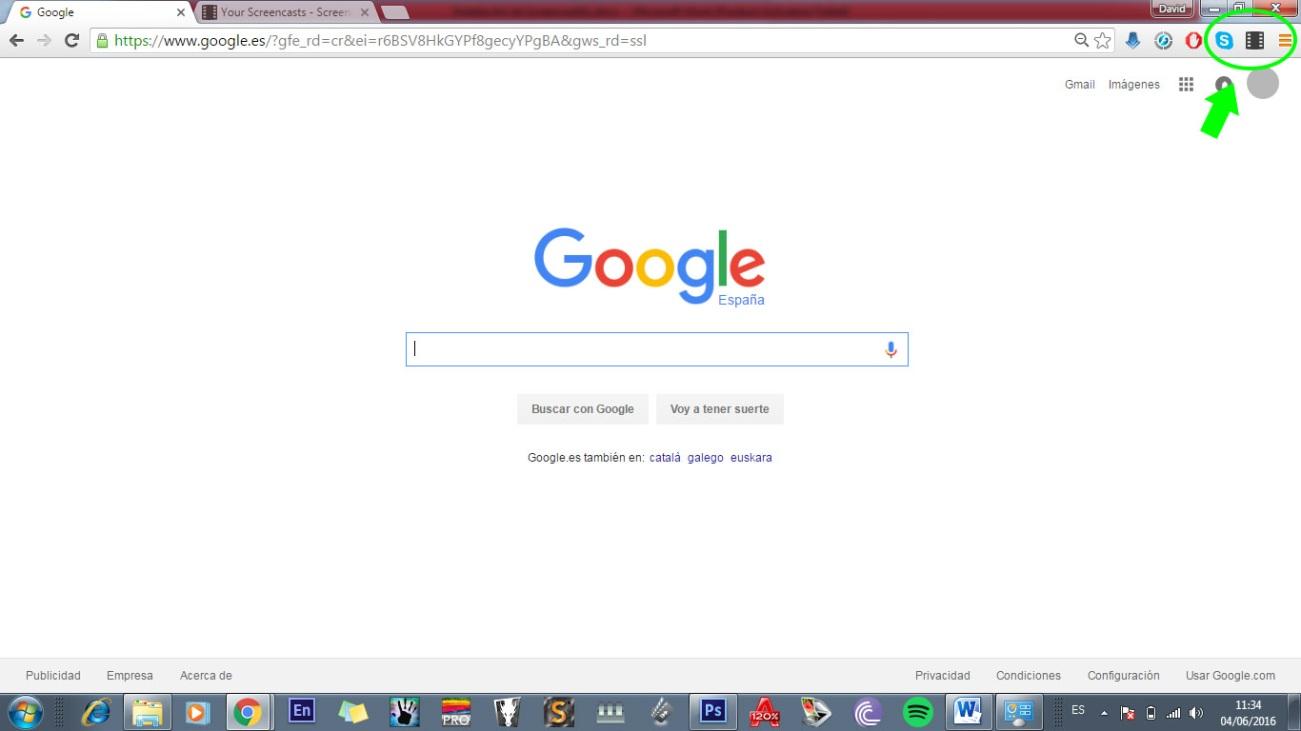 Google
Your Screencasts - Screen
David
https://www.google.es/?gfe_rd=cr&ei=r6BSV8HkGYPf8gecyYPgBA&gws_rd=ssl
Gmail Imágenes
Google
España
Buscar con Google Voy a tener suerte
Google.es también en: català galego euskara
Publicidad Empresa Acerca de Privacidad Condiciones Configuración Usar Google.com
En PRO Ps 120% W ES 11:34
04/06/2016